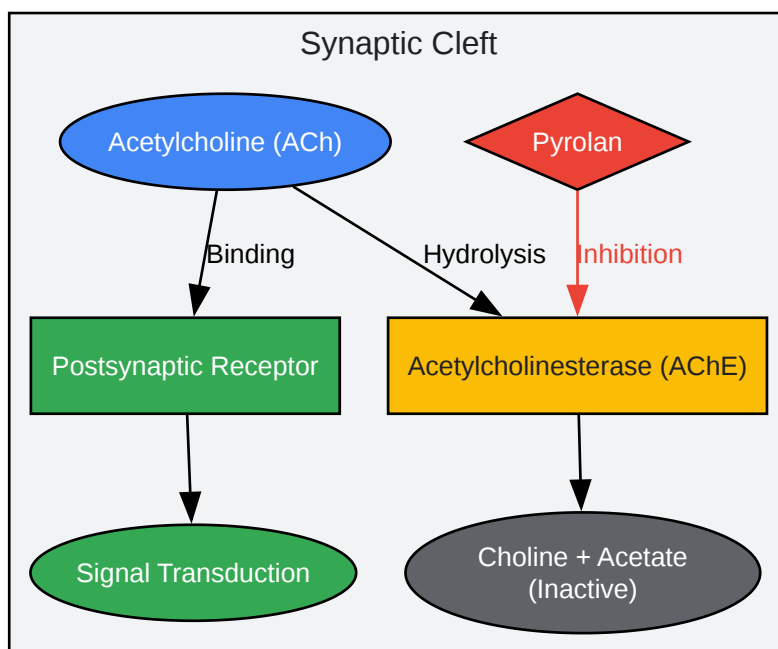 Synaptic Cleft
Acetylcholine (ACh)
Pyrolan
Binding
Hydrolysis
Inhibition
Postsynaptic Receptor
Acetylcholinesterase (AChE)
Signal Transduction
Choline + Acetate
(Inactive)